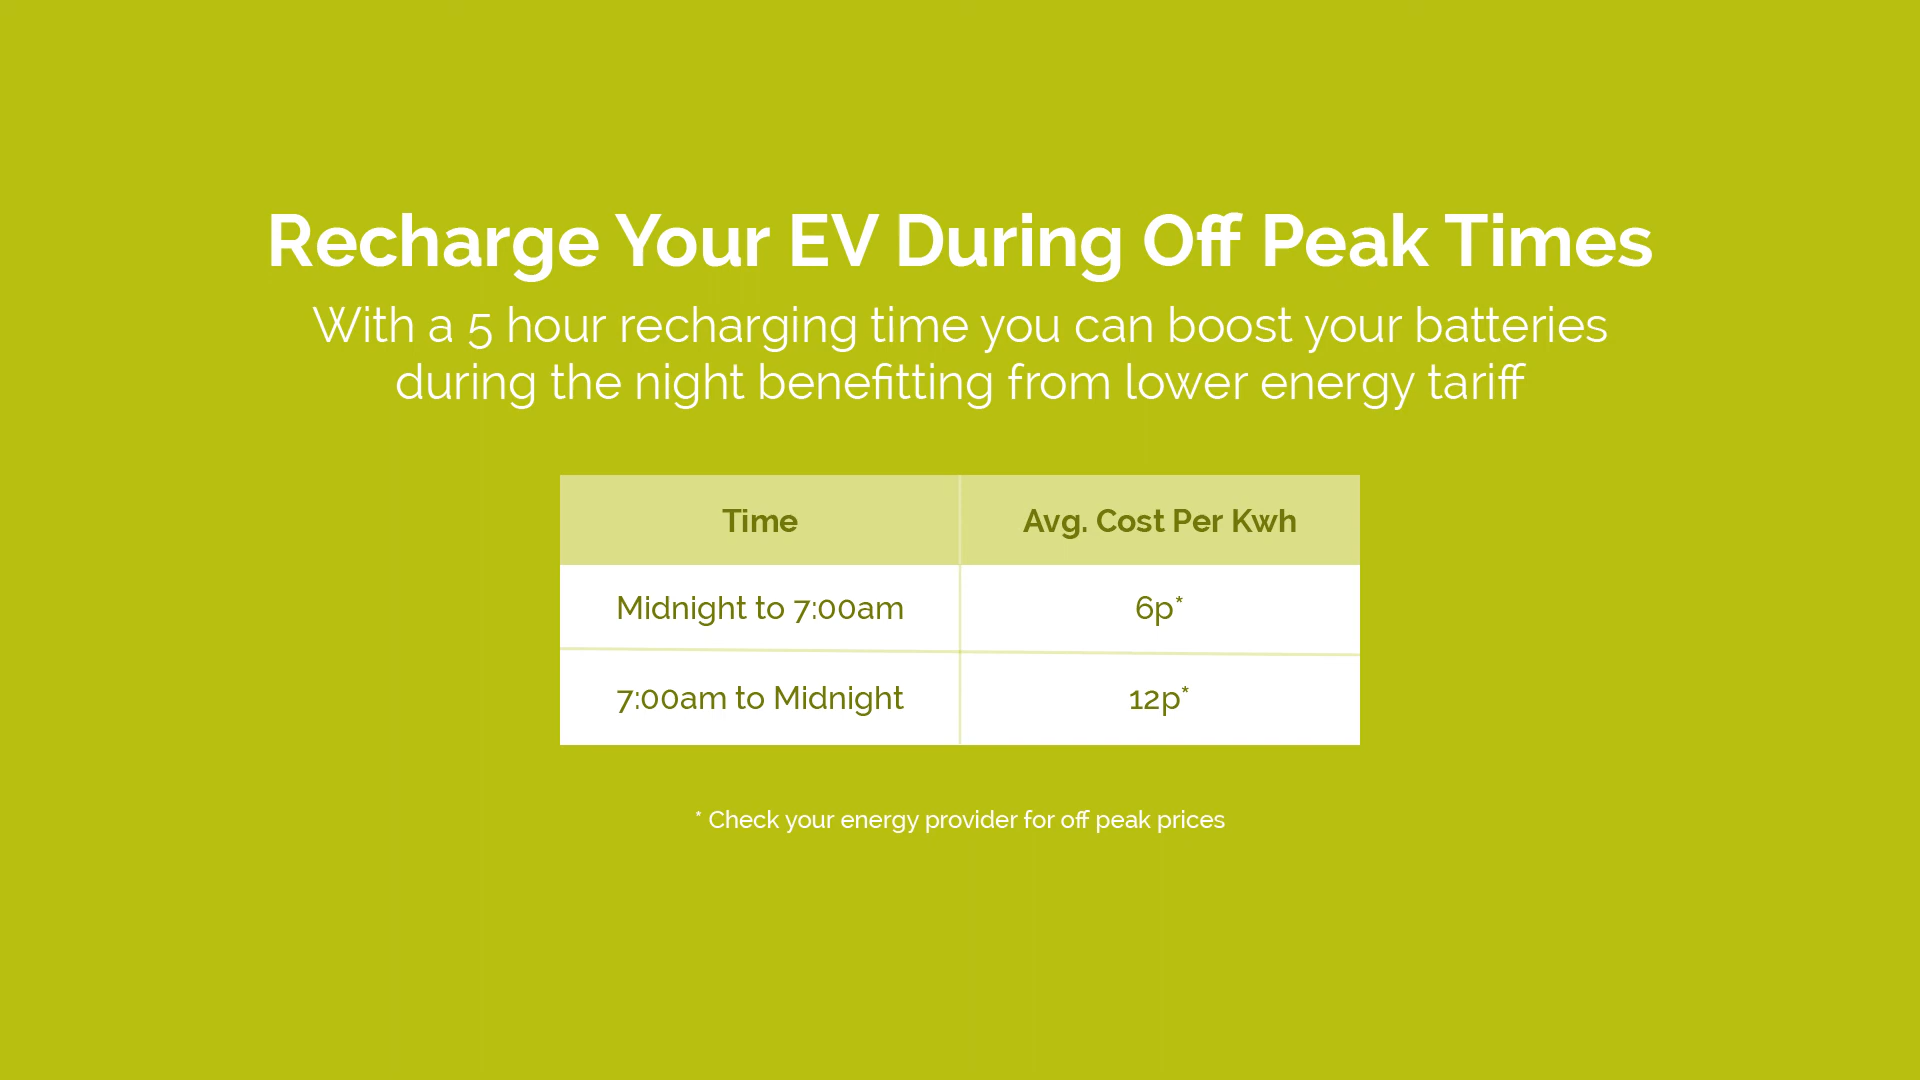 Recharge Your EV During Off Peak Times
With a 5 hour recharging time you can boost your batteries
during the night benefitting from lower energy tariff
Time Avg. Cost Per Kwh
Midnight to 7:00am 6p*
7:00am to Midnight 12p*
* Check your energy provider for off peak prices